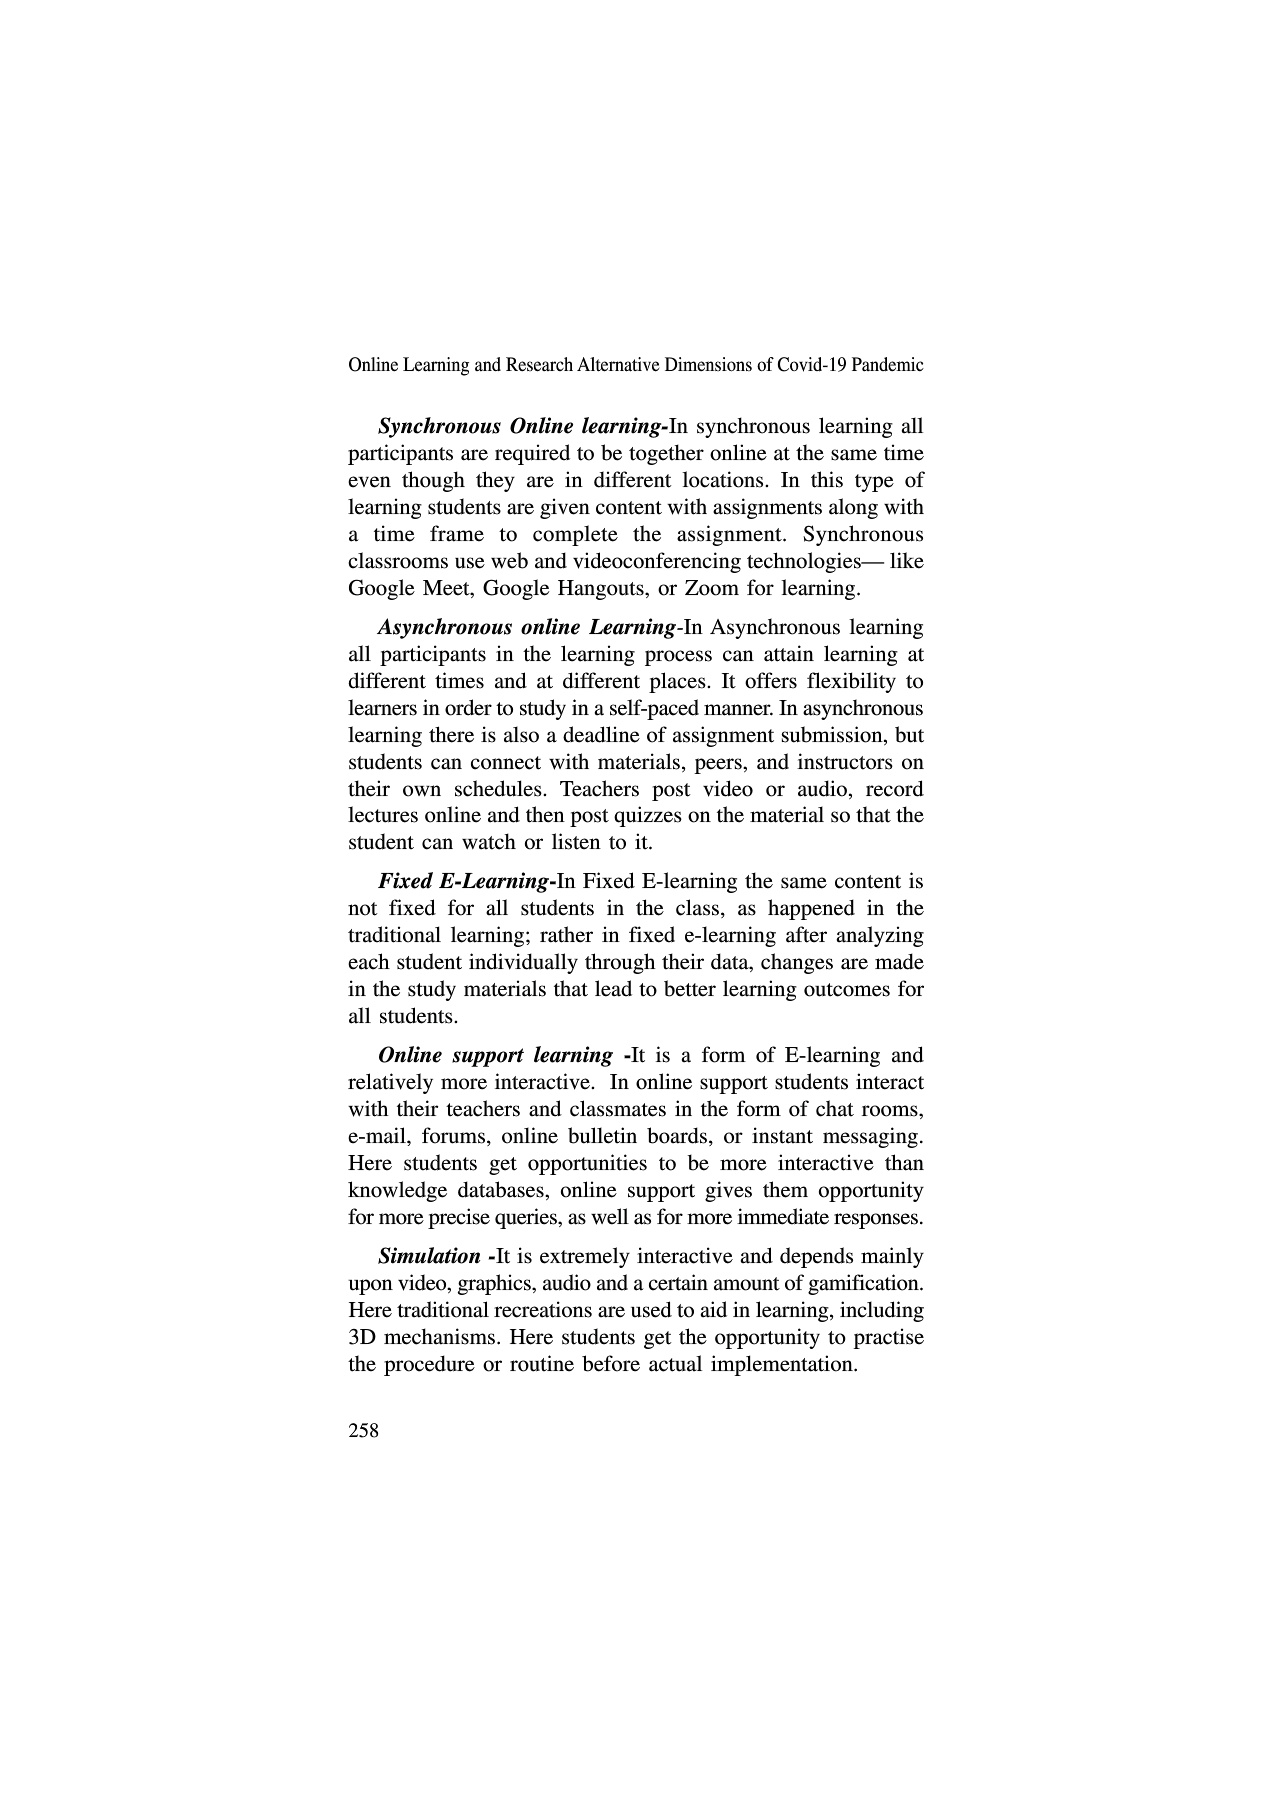 Online Learning and Research Alternative Dimensions of Covid-19 Pandemic
Synchronous Online learning-In synchronous learning all
participants are required to be together online at the same time
even though they are in different locations. In this type of
learning students are given content with assignments along with
a time frame to complete the assignment. Synchronous
classrooms use web and videoconferencing technologies— like
Google Meet, Google Hangouts, or Zoom for learning.
Asynchronous online Learning-In Asynchronous learning
all participants in the learning process can attain learning at
different times and at different places. It offers flexibility to
learners in order to study in a self-paced manner. In asynchronous
learning there is also a deadline of assignment submission, but
students can connect with materials, peers, and instructors on
their own schedules. Teachers post video or audio, record
lectures online and then post quizzes on the material so that the
student can watch or listen to it.
Fixed E-Learning-In Fixed E-learning the same content is
not fixed for all students in the class, as happened in the
traditional learning; rather in fixed e-learning after analyzing
each student individually through their data, changes are made
in the study materials that lead to better learning outcomes for
all students.
Online support learning -It is a form of E-learning and
relatively more interactive. In online support students interact
with their teachers and classmates in the form of chat rooms,
e-mail, forums, online bulletin boards, or instant messaging.
Here students get opportunities to be more interactive than
knowledge databases, online support gives them opportunity
for more precise queries, as well as for more immediate responses.
Simulation -It is extremely interactive and depends mainly
upon video, graphics, audio and a certain amount of gamification.
Here traditional recreations are used to aid in learning, including
3D mechanisms. Here students get the opportunity to practise
the procedure or routine before actual implementation.
258